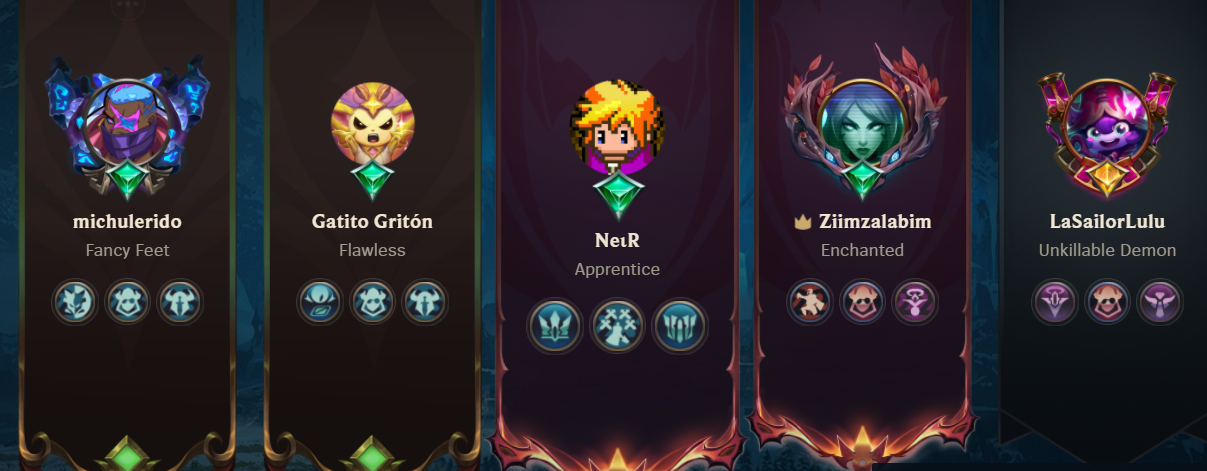 michulerido
Fancy Feet
Gatito Gritón
Flawless
NeιR
Apprentice
Ziimzalabim
Enchanted
LaSailorLulu
Unkillable Demon